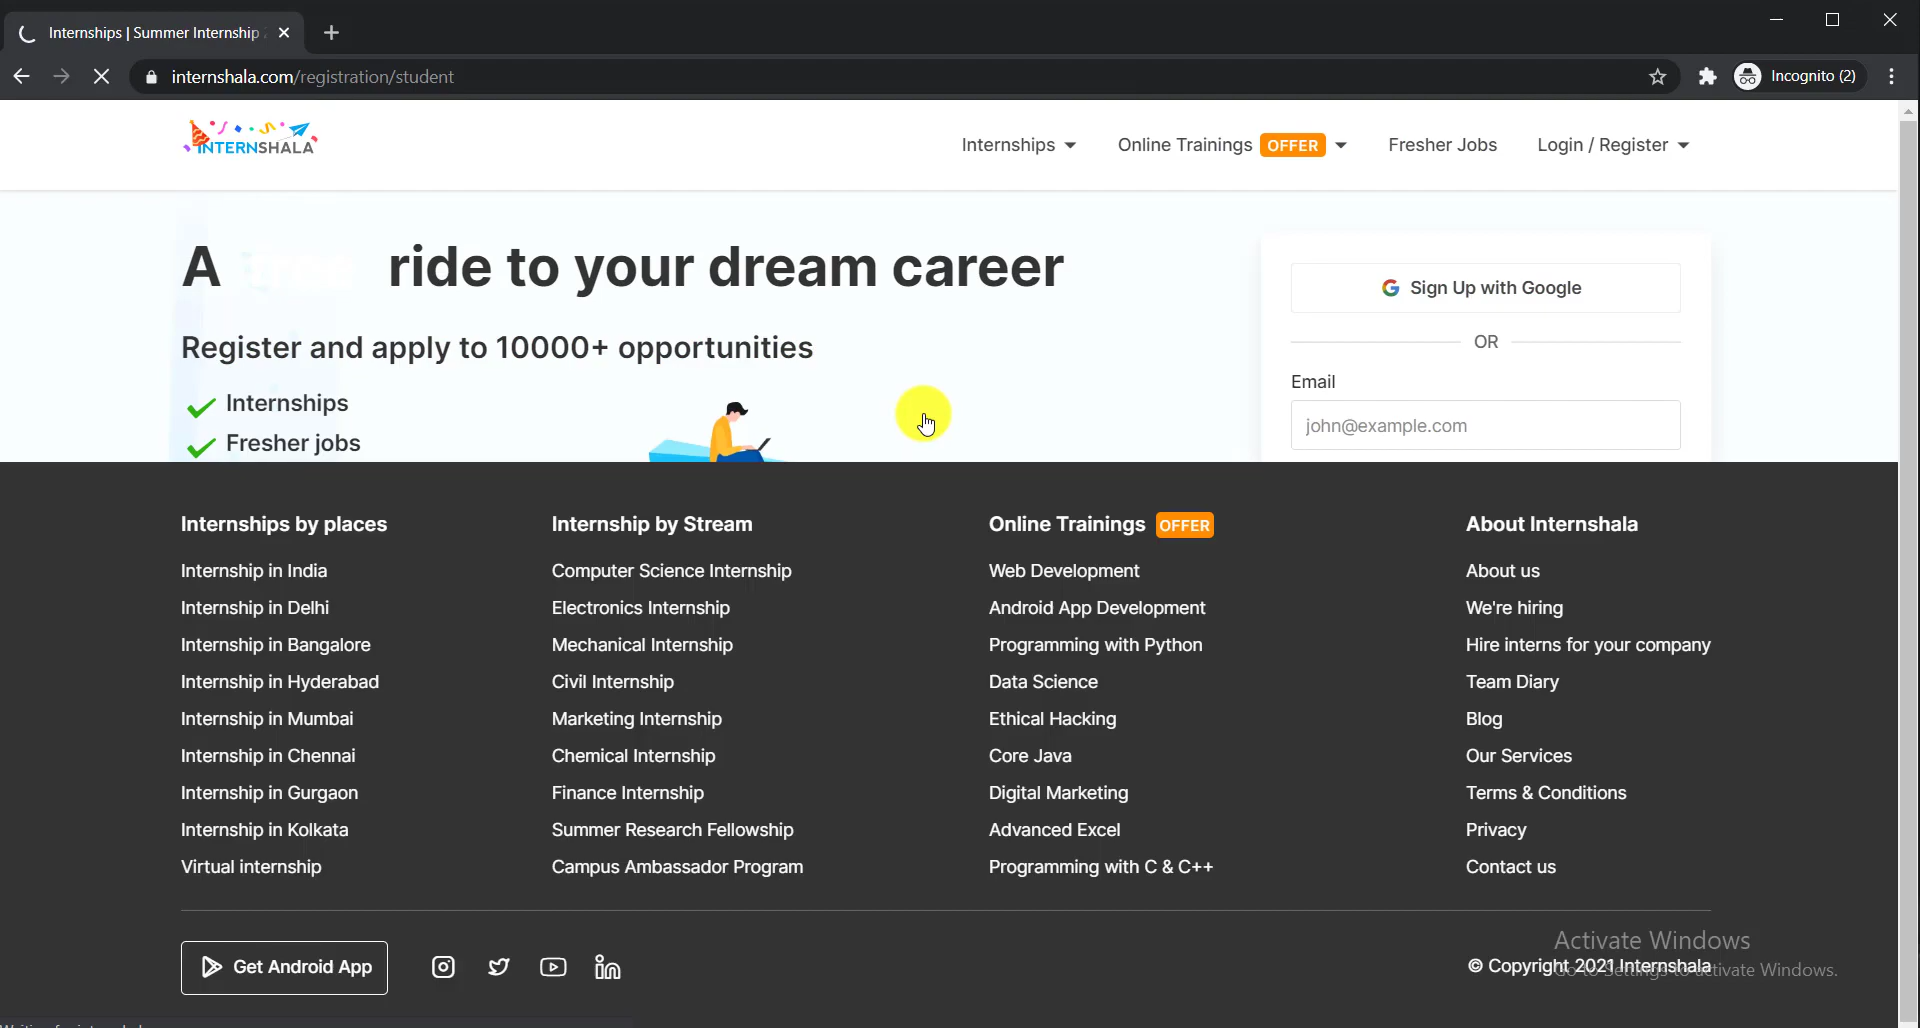 Internships | Summer Internship
internshala.com/registration/student
Incognito (2)
INTERNSHALA
Internships
Online Trainings OFFER
Fresher Jobs
Login / Register
A ride to your dream career
Register and apply to 10000+ opportunities
Internships
Fresher jobs
Sign Up with Google
OR
Email
john@example.com
Internships by places
Internship in India
Internship in Delhi
Internship in Bangalore
Internship in Hyderabad
Internship in Mumbai
Internship in Chennai
Internship in Gurgaon
Internship in Kolkata
Virtual internship
Internship by Stream
Computer Science Internship
Electronics Internship
Mechanical Internship
Civil Internship
Marketing Internship
Chemical Internship
Finance Internship
Summer Research Fellowship
Campus Ambassador Program
Online Trainings OFFER
Web Development
Android App Development
Programming with Python
Data Science
Ethical Hacking
Core Java
Digital Marketing
Advanced Excel
Programming with C & C++
About Internshala
About us
We're hiring
Hire interns for your company
Team Diary
Blog
Our Services
Terms & Conditions
Privacy
Contact us
Get Android App
© Copyright 2021 Internshala
Activate Windows
Go to Settings to activate Windows.